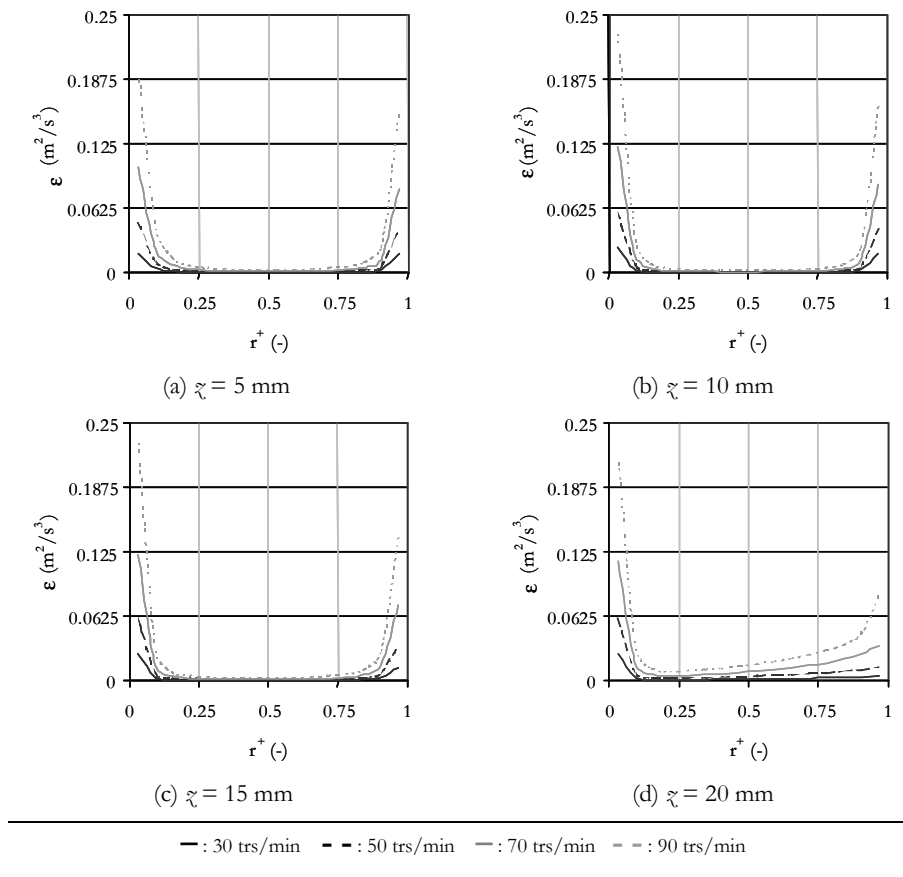 0.25
0.1875
0.125
0.0625
0
ε (m²/s³)
0 0.25 0.5 0.75 1
r⁺ (-)
(a) z = 5 mm
0.25
0.1875
0.125
0.0625
0
ε (m²/s³)
0 0.25 0.5 0.75 1
r⁺ (-)
(b) z = 10 mm
0.25
0.1875
0.125
0.0625
0
ε (m²/s³)
0 0.25 0.5 0.75 1
r⁺ (-)
(c) z = 15 mm
0.25
0.1875
0.125
0.0625
0
ε (m²/s³)
0 0.25 0.5 0.75 1
r⁺ (-)
(d) z = 20 mm
: 30 trs/min : 50 trs/min : 70 trs/min : 90 trs/min